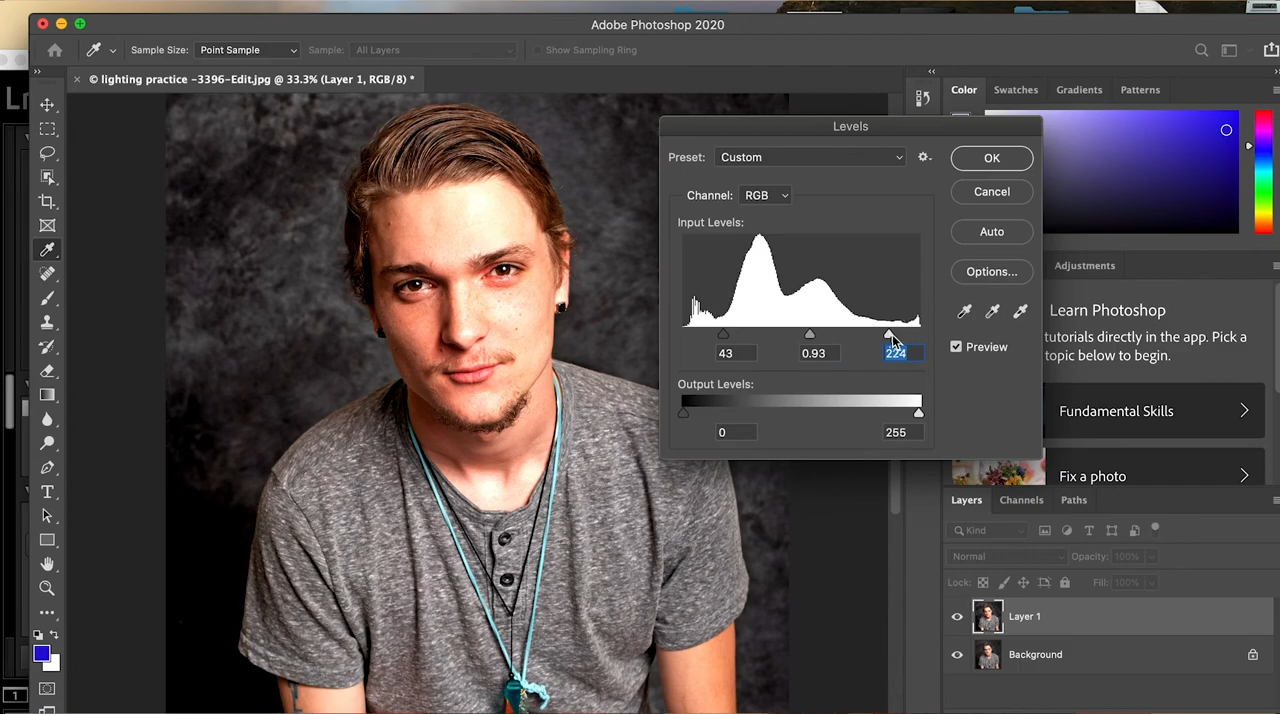 Adobe Photoshop 2020
Sample Size: Point Sample Sample: All Layers Show Sampling Ring
© lighting practice -3396-Edit.jpg @ 33.3% (Layer 1, RGB/8) *
Color Swatches Gradients Patterns
Levels
Preset: Custom
OK
Channel: RGB
Cancel
Input Levels:
Auto
Options...
43 0.93 224
Preview
Output Levels:
0 255
Adjustments
Learn Photoshop
tutorials directly in the app. Pick a
topic below to begin.
Fundamental Skills
Fix a photo
Layers Channels Paths
Kind
Normal Opacity: 100%
Lock: Fill: 100%
Layer 1
Background
1